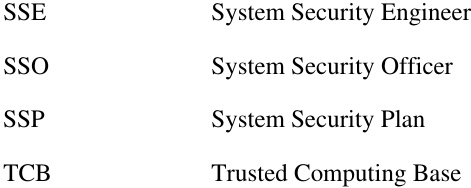 SSE System Security Engineer
SSO System Security Officer
SSP System Security Plan
TCB Trusted Computing Base